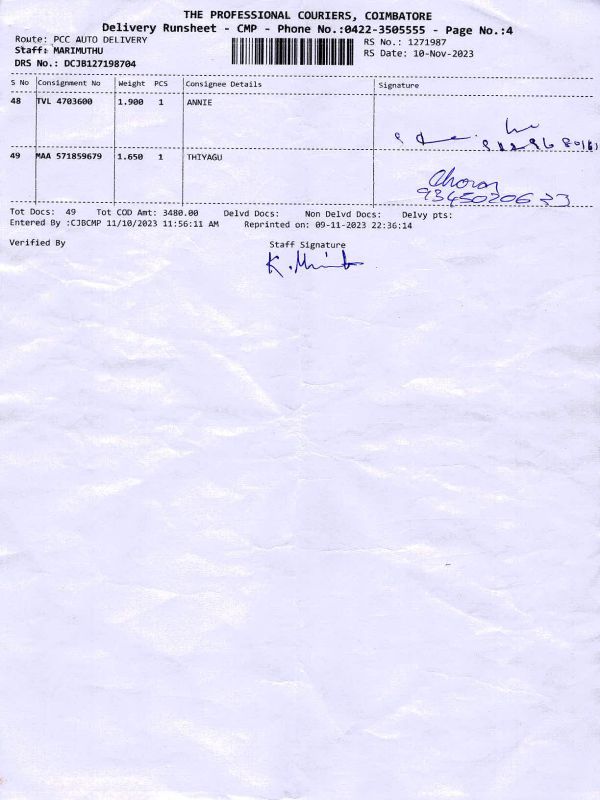 THE PROFESSIONAL COURIERS, COIMBATORE
Delivery Runsheet - CMP - Phone No.:0422-3505555 - Page No.:4
Route: PCC AUTO DELIVERY
RS No.: 1271987
Staff: MARIMUTHU
RS Date: 10-Nov-2023
DRS No.: DCJB127198704
S No Consignment No Weight PCS Consignee Details Signature
48 TVL 4703600 1.900 1 ANNIE
49 MAA 571859679 1.650 1 THIYAGU
Tot Docs: 49 Tot COD Amt: 3480.00 Delvd Docs: Non Delvd Docs: Delvy pts:
Entered By :CJBCMP 11/10/2023 11:56:11 AM Reprinted on: 09-11-2023 22:36:14
Verified By Staff Signature